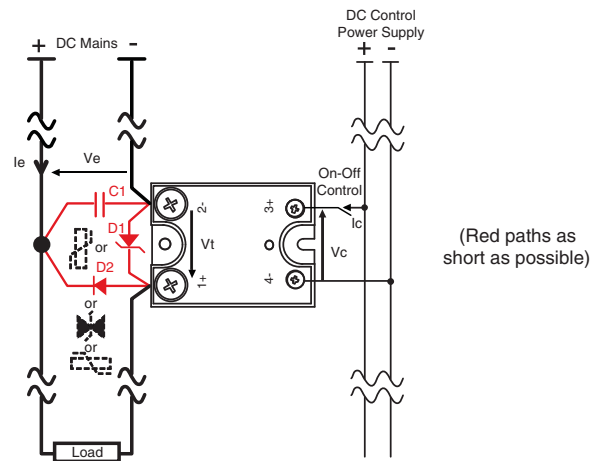 DC Control
Power Supply
+ DC Mains -
+ -
Ie
Ve
On-Off
Control
C1
2-
3+
Ic
D1
or
Vt
Vc
(Red paths as
short as possible)
D2
1+
4-
or
or
Load